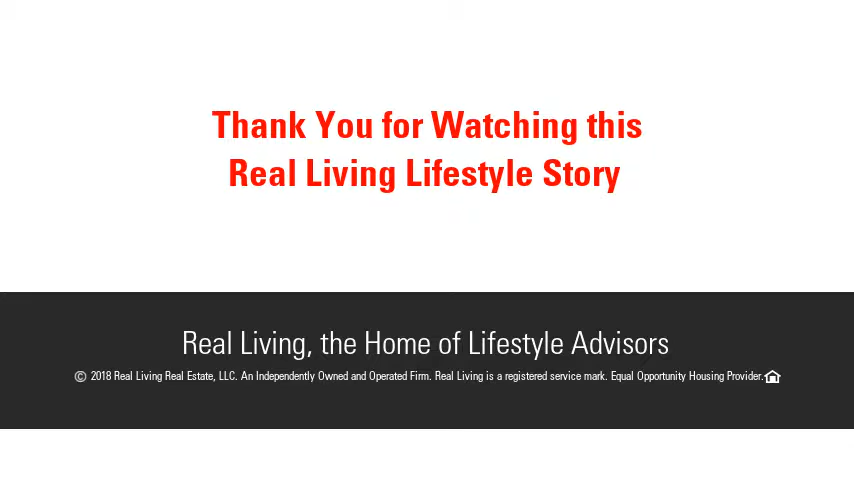 Thank You for Watching this
Real Living Lifestyle Story
Real Living, the Home of Lifestyle Advisors
© 2018 Real Living Real Estate, LLC. An Independently Owned and Operated Firm. Real Living is a registered service mark. Equal Opportunity Housing Provider.